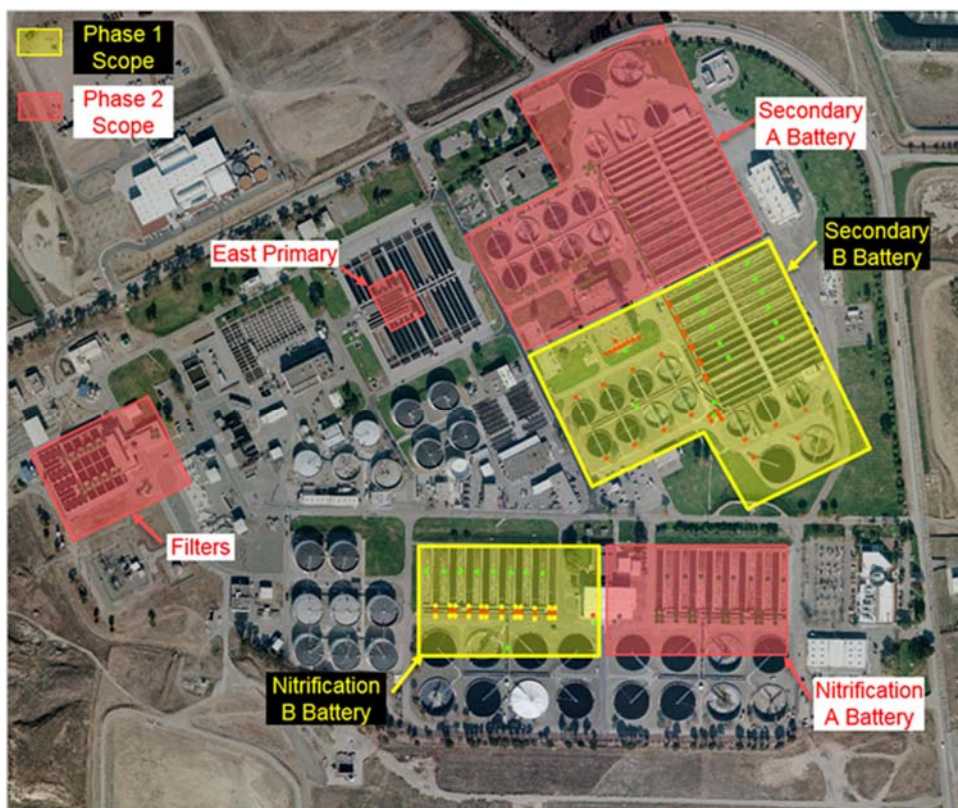 Phase 1
Scope
Phase 2
Scope
Secondary
A Battery
East Primary
Secondary
B Battery
Filters
Nitrification
B Battery
Nitrification
A Battery